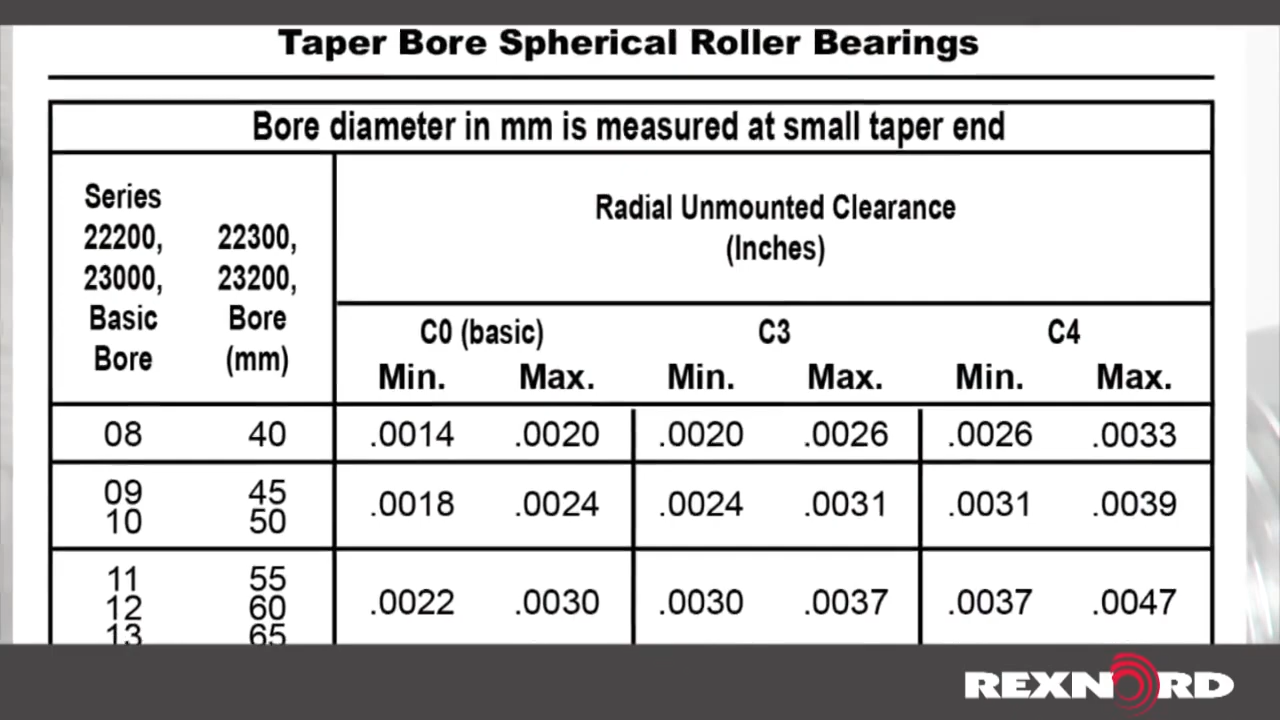 Taper Bore Spherical Roller Bearings
Bore diameter in mm is measured at small taper end
Series
22200, 22300,
23000, 23200,
Basic Bore
Bore (mm)
Radial Unmounted Clearance
(Inches)
C0 (basic) C3 C4
Min. Max. Min. Max. Min. Max.
08 40 .0014 .0020 .0020 .0026 .0026 .0033
09 45
10 50
.0018 .0024 .0024 .0031 .0031 .0039
11 55
12 60
13 65
.0022 .0030 .0030 .0037 .0037 .0047
REXNORD